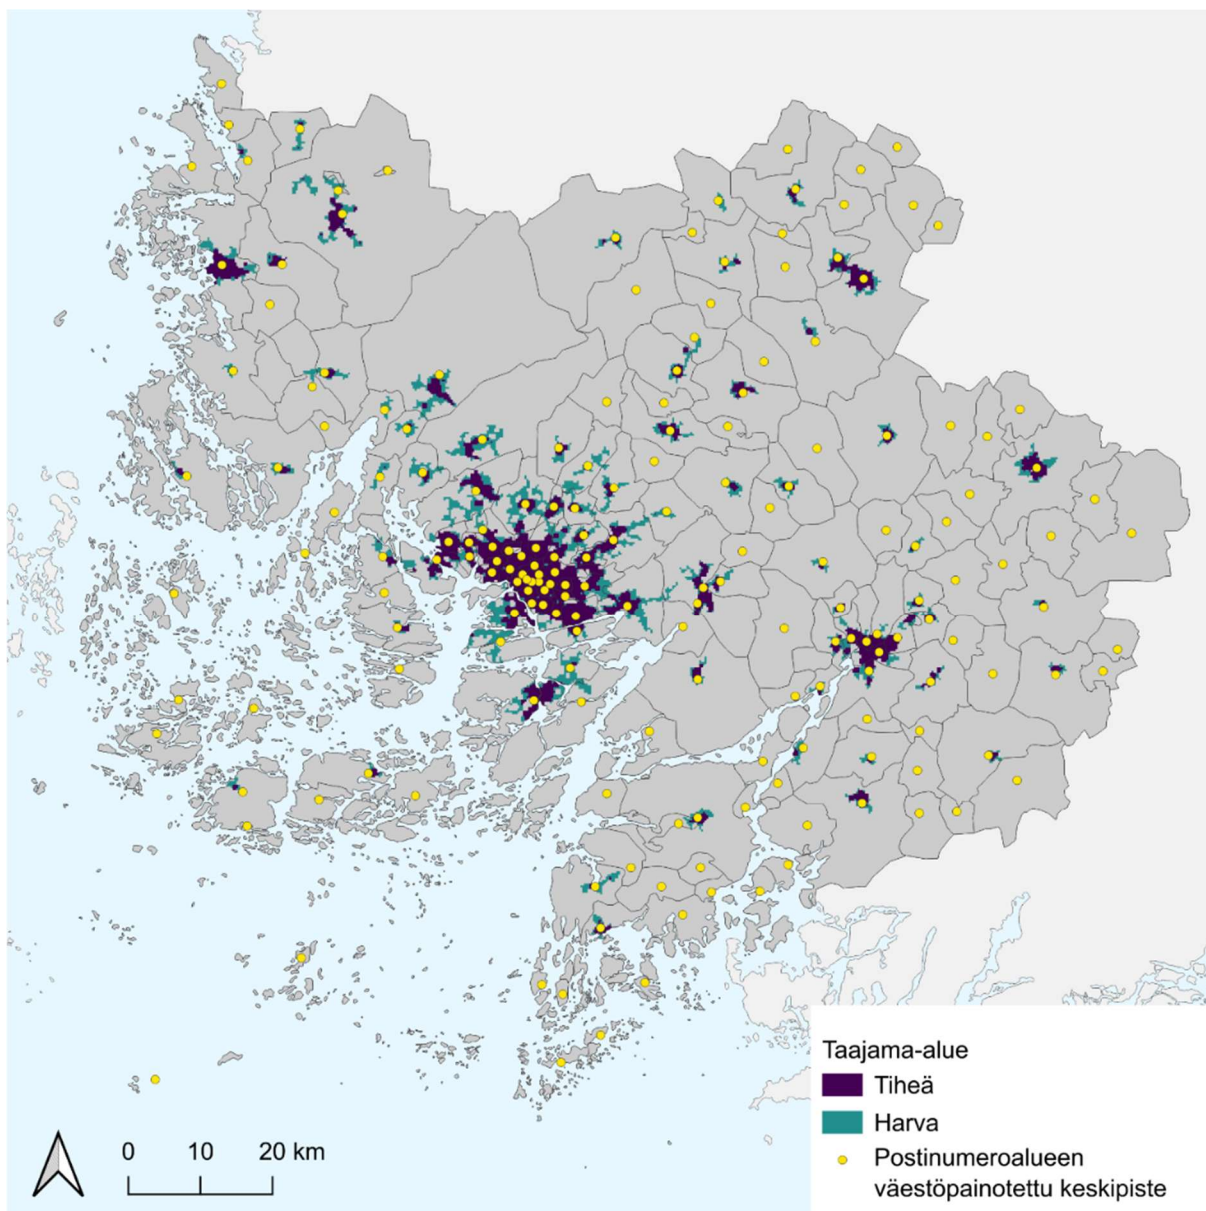 Taajama-alue
Tiheä
Harva
Postinumeroalueen
väestöpainotettu keskipiste
0 10 20 km